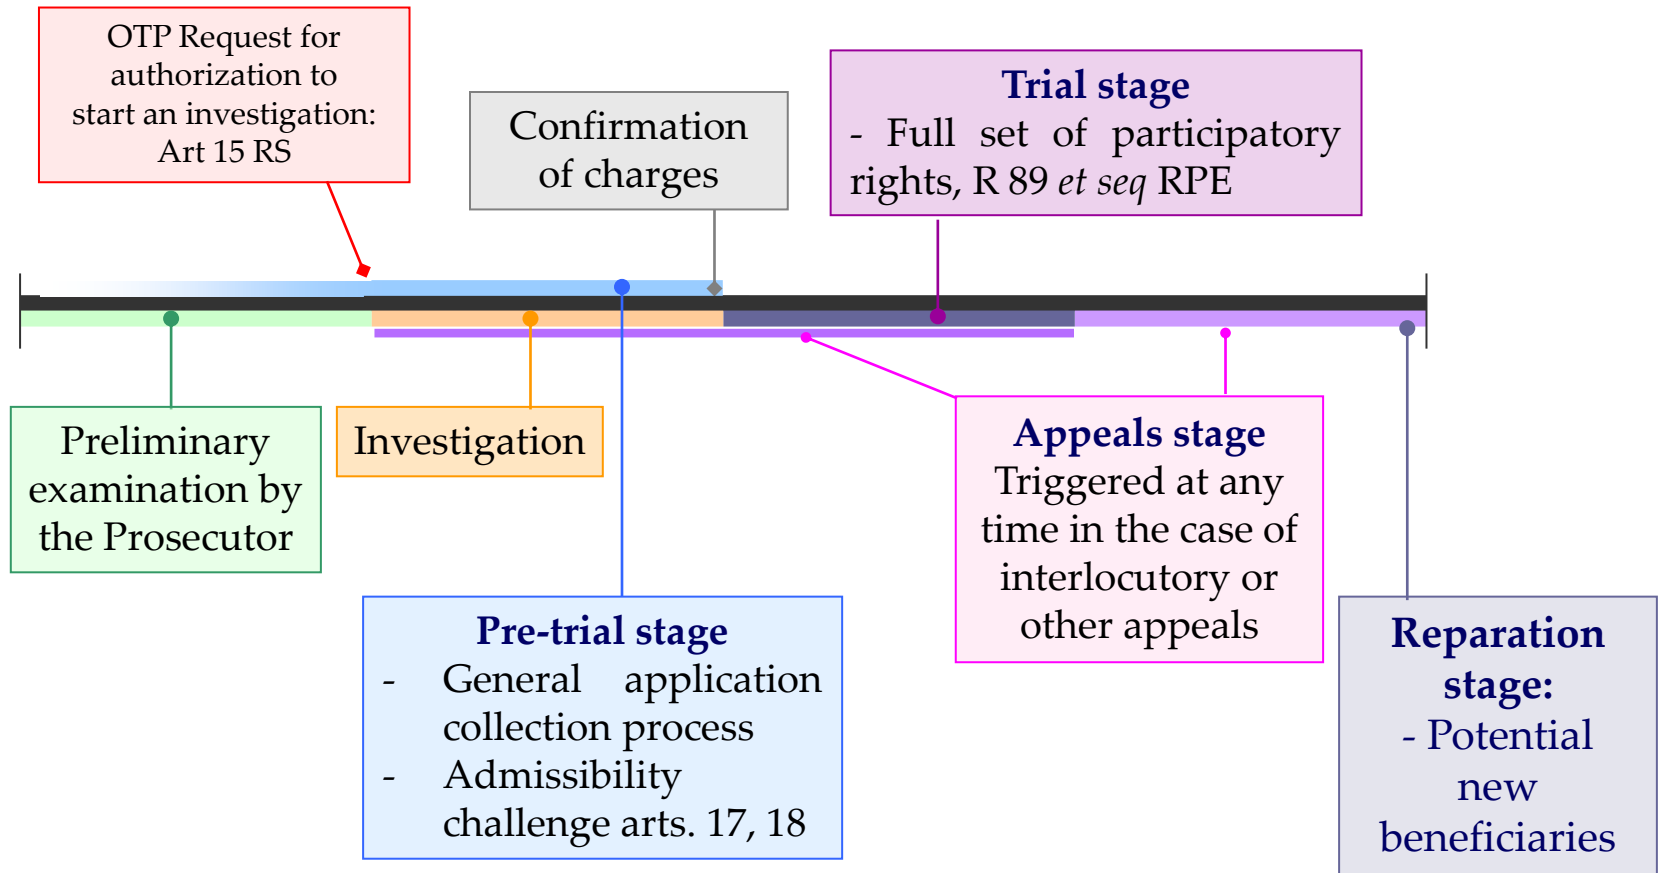 OTP Request for
authorization to
start an investigation:
Art 15 RS
Confirmation
of charges
Trial stage
- Full set of participatory
rights, R 89 et seq RPE
Preliminary
examination by
the Prosecutor
Investigation
Pre-trial stage
- General application
collection process
- Admissibility
challenge arts. 17, 18
Appeals stage
Triggered at any
time in the case of
interlocutory or
other appeals
Reparation
stage:
- Potential
new
beneficiaries